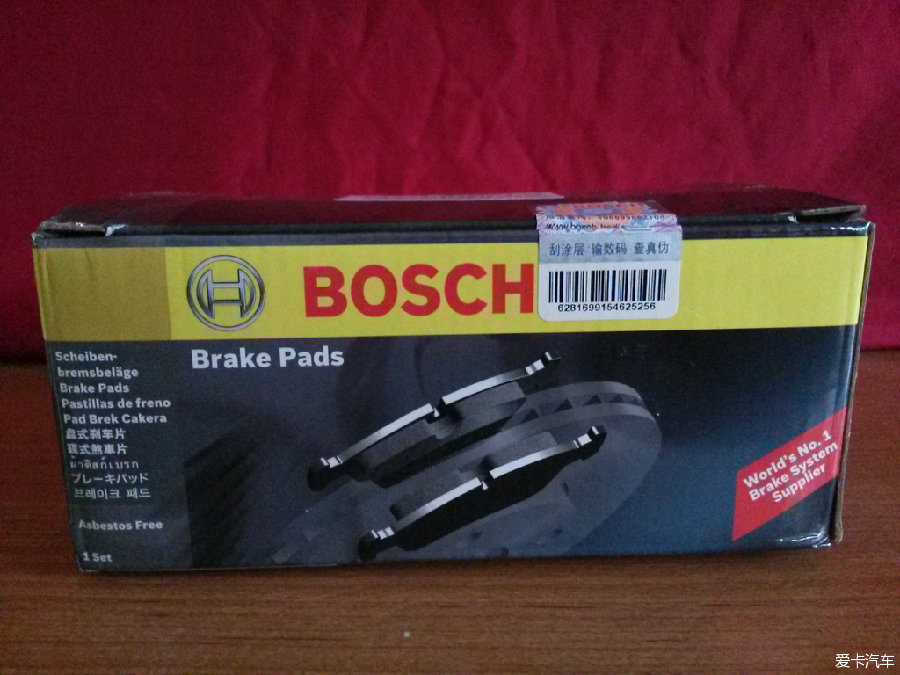 www.bosch
刮涂层 输数码 查真伪
6281699154625256
BOSCH
Brake Pads
Scheiben-
bremsbeläge
Brake Pads
Pastillas de freno
Pad Brek Cakera
盘式刹车片
碟式煞車片
ผ้าดิสก์เบรก
ブレーキパッド
브레이크 패드
Asbestos Free
1 Set
World's No. 1
Brake System
Supplier
爱卡汽车